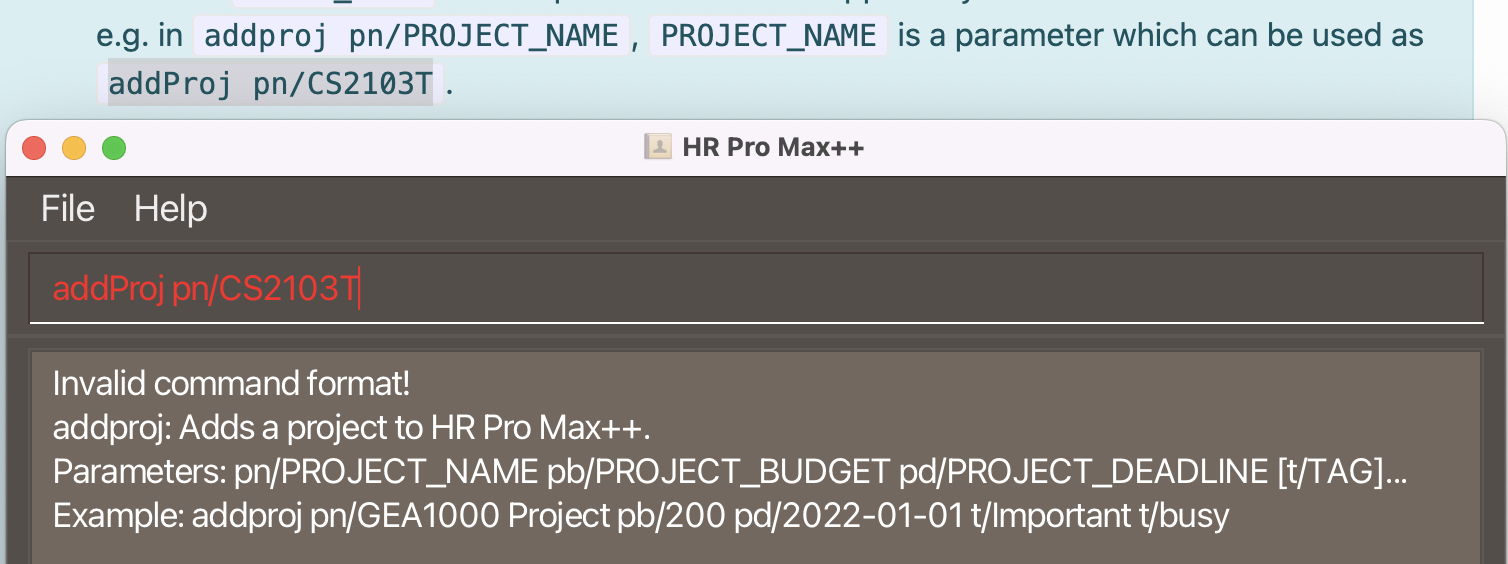 e.g. in addproj pn/PROJECT_NAME, PROJECT_NAME is a parameter which can be used as
addProj pn/CS2103T.
HR Pro Max++
File Help
addProj pn/CS2103T
Invalid command format!
addproj: Adds a project to HR Pro Max++.
Parameters: pn/PROJECT_NAME pb/PROJECT_BUDGET pd/PROJECT_DEADLINE [t/TAG]...
Example: addproj pn/GEA1000 Project pb/200 pd/2022-01-01 t/Important t/busy